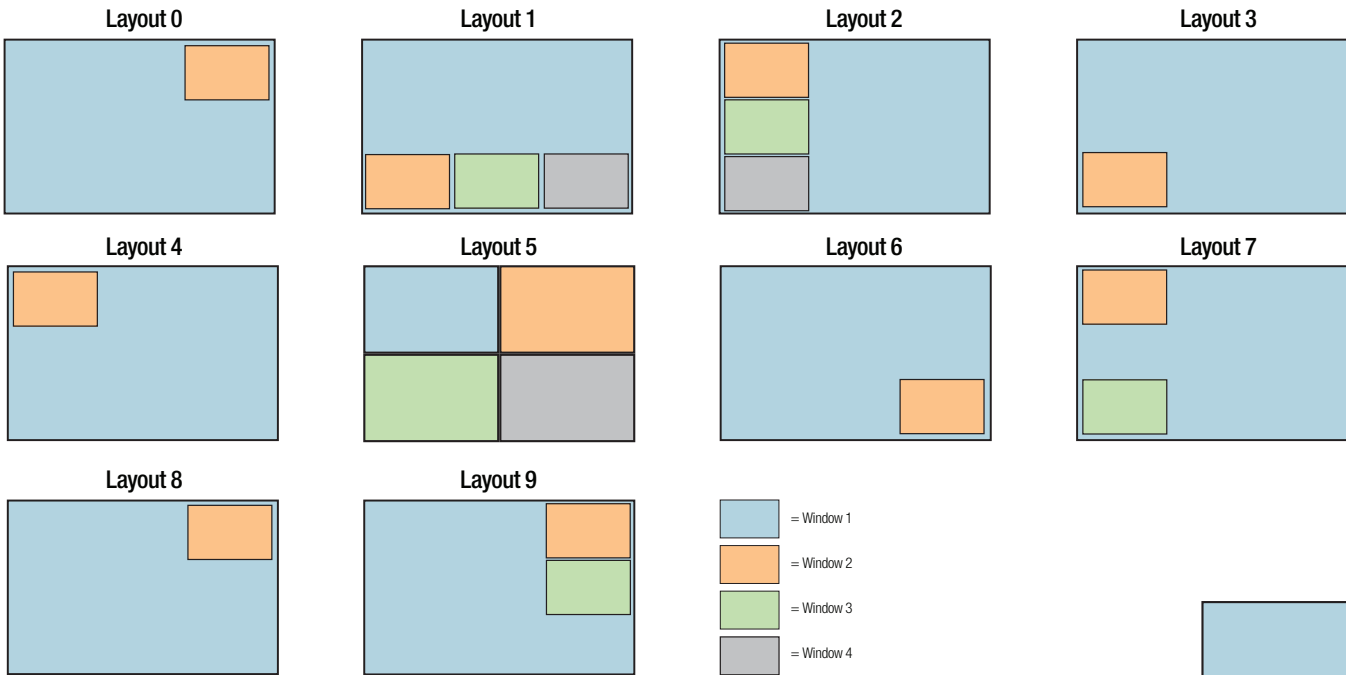 Layout 0
Layout 1
Layout 2
Layout 3
Layout 4
Layout 5
Layout 6
Layout 7
Layout 8
Layout 9
= Window 1
= Window 2
= Window 3
= Window 4